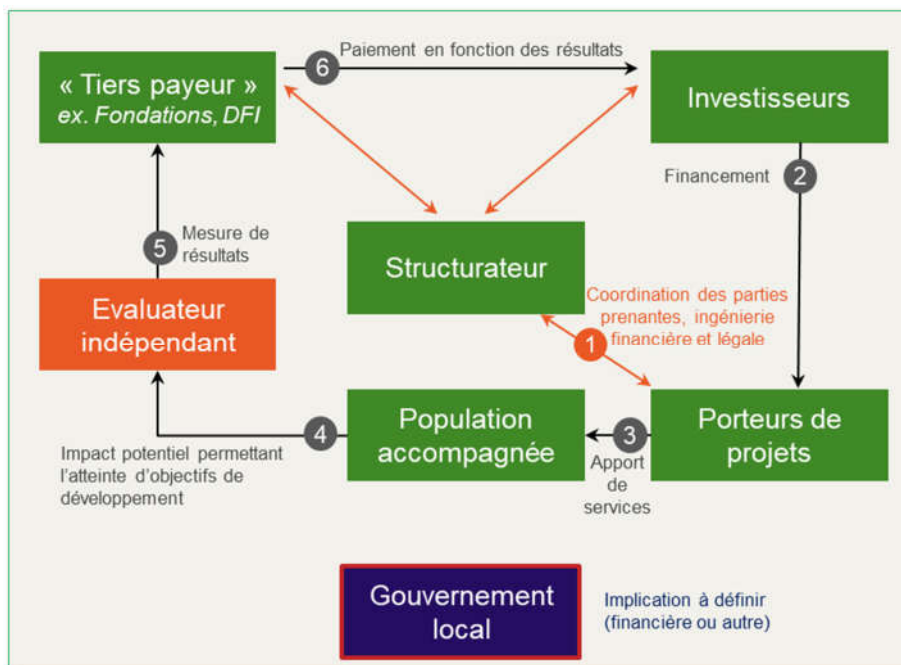 6
Paiement en fonction des résultats
« Tiers payeur »
ex. Fondations, DFI
Investisseurs
Financement
2
5
Mesure de
résultats
Structurateur
Evaluateur
indépendant
Coordination des parties
prenantes, ingénierie
financière et légale
1
Population
accompagnée
Porteurs de
projets
4
3
Impact potentiel permettant
l'atteinte d'objectifs de
développement
Apport
de
services
Gouvernement
local
Implication à définir
(financière ou autre)